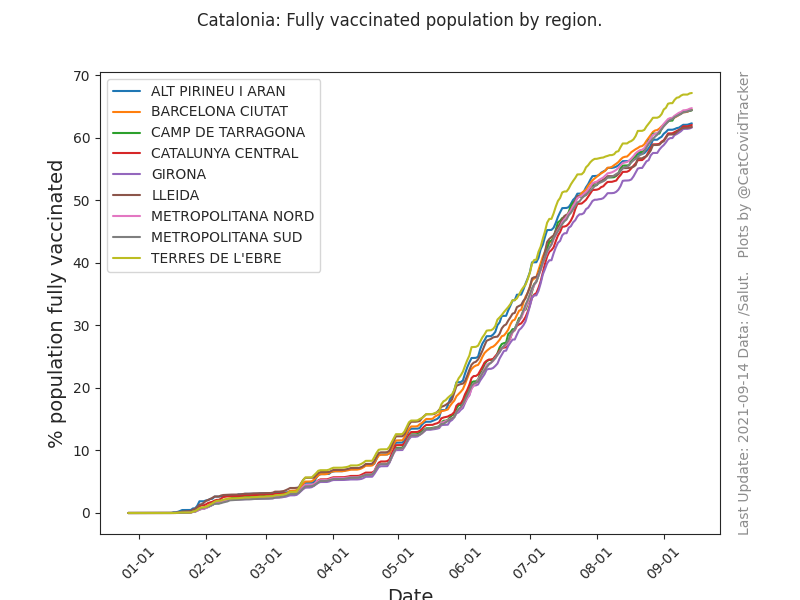 Catalonia: Fully vaccinated population by region.
70
60
50
40
30
20
10
0
% population fully vaccinated
ALT PIRINEU I ARAN
BARCELONA CIUTAT
CAMP DE TARRAGONA
CATALUNYA CENTRAL
GIRONA
LLEIDA
METROPOLITANA NORD
METROPOLITANA SUD
TERRES DE L'EBRE
01-01
02-01
03-01
04-01
05-01
06-01
07-01
08-01
09-01
Date
Last Update: 2021-09-14 Data: /Salut. Plots by @CatCovidTracker